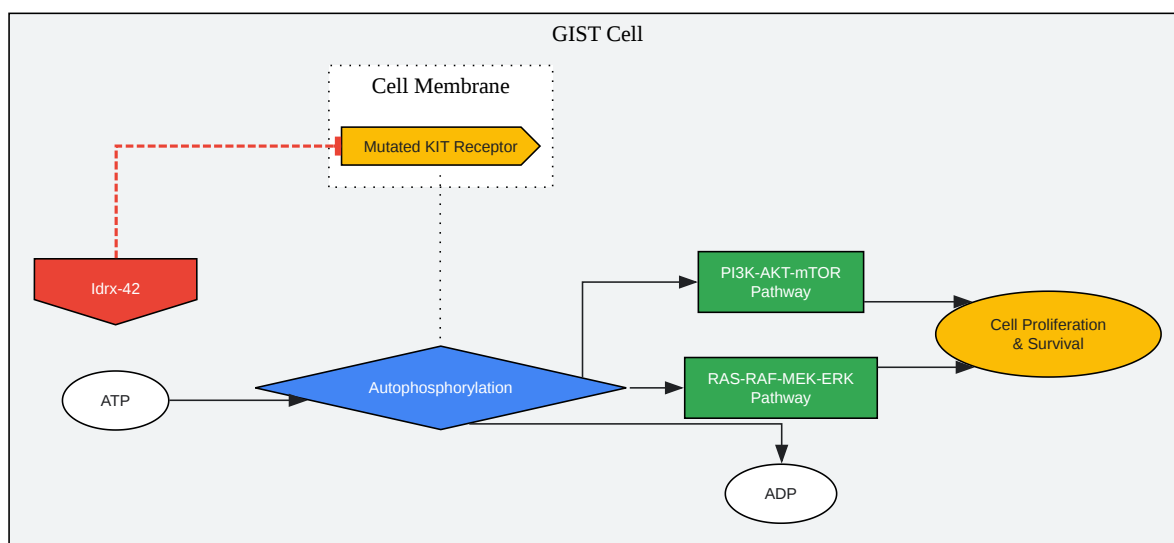 GIST Cell
Cell Membrane
Mutated KIT Receptor
Idrx-42
PI3K-AKT-mTOR
Pathway
Cell Proliferation
& Survival
Autophosphorylation
RAS-RAF-MEK-ERK
Pathway
ATP
ADP